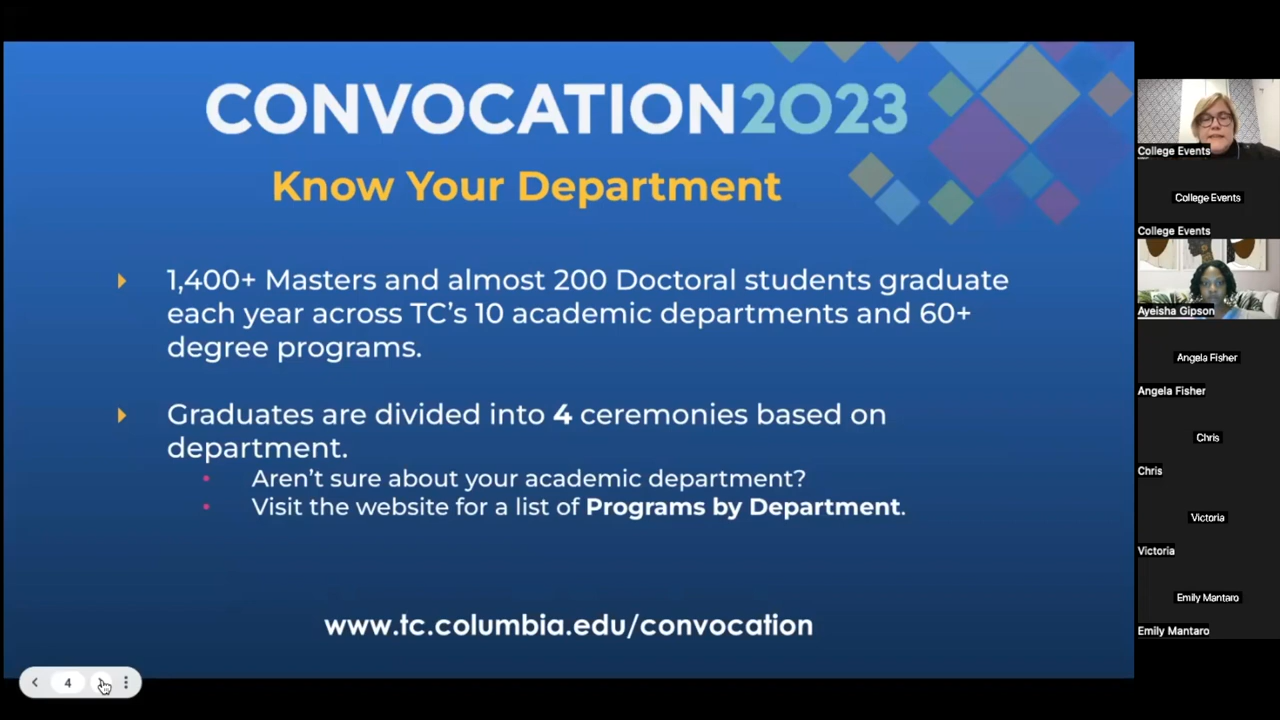 CONVOCATION2023
Know Your Department
1,400+ Masters and almost 200 Doctoral students graduate
each year across TC’s 10 academic departments and 60+
degree programs.
Graduates are divided into 4 ceremonies based on
department.
Aren’t sure about your academic department?
Visit the website for a list of Programs by Department.
www.tc.columbia.edu/convocation
4
College Events
College Events
College Events
Ayeisha Gipson
Angela Fisher
Angela Fisher
Chris
Chris
Victoria
Victoria
Emily Mantaro
Emily Mantaro